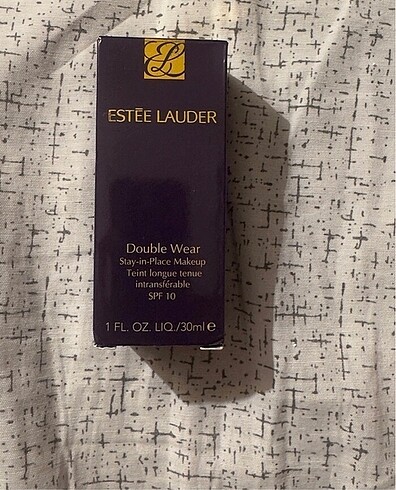 EL
ESTĒE LAUDER
Double Wear
Stay-in-Place Makeup
Teint longue tenue
intransférable
SPF 10
1 FL. OZ. LIQ./30ml ℮